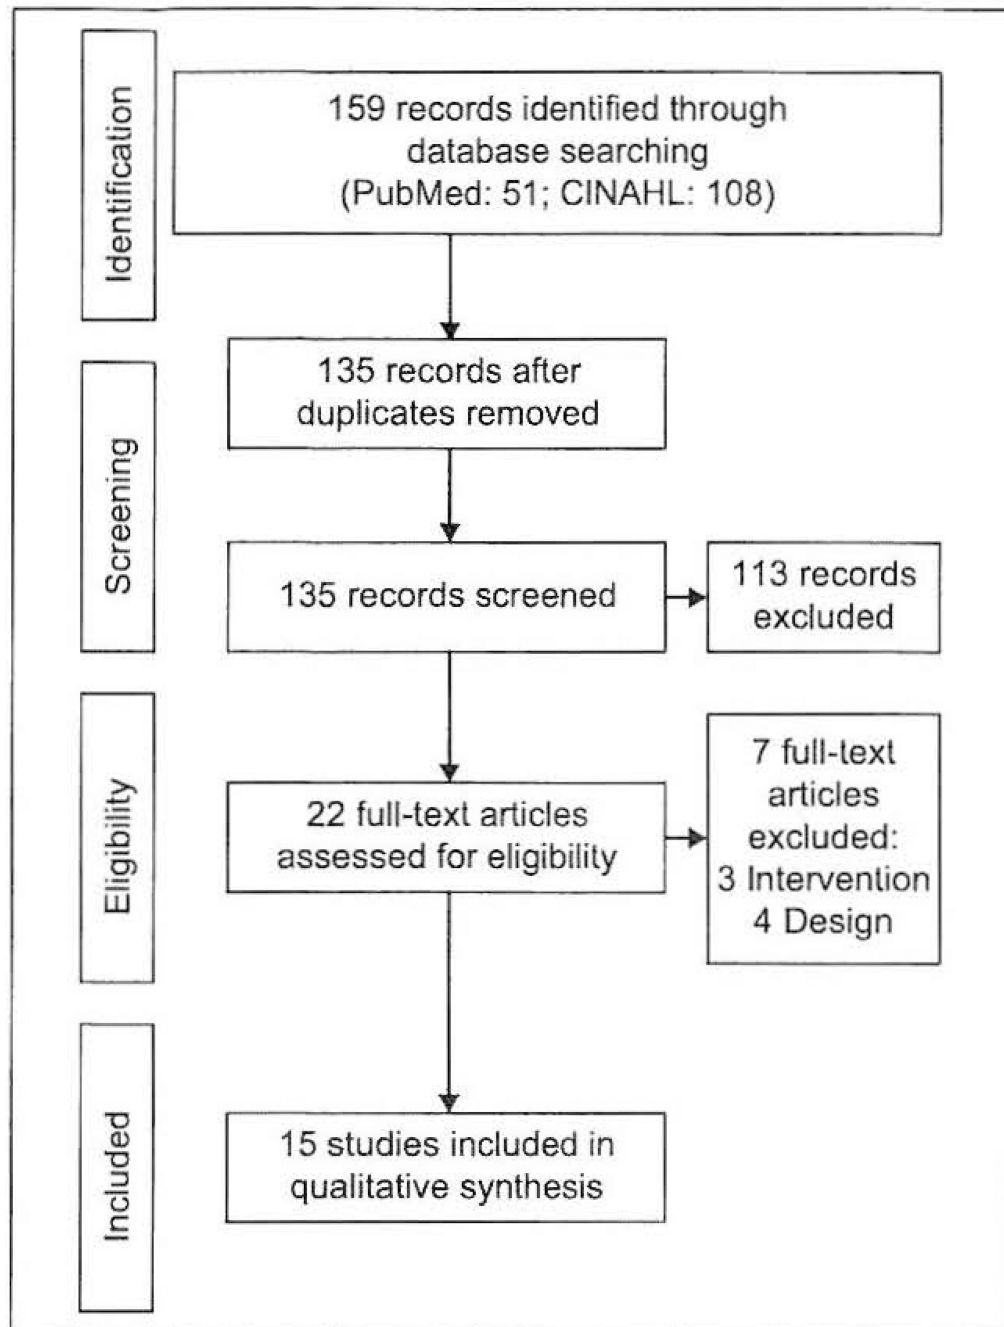 Identification
159 records identified through
database searching
(PubMed: 51; CINAHL: 108)
Screening
135 records after
duplicates removed
135 records screened
113 records
excluded
Eligibility
22 full-text articles
assessed for eligibility
7 full-text
articles
excluded:
3 Intervention
4 Design
Included
15 studies included in
qualitative synthesis